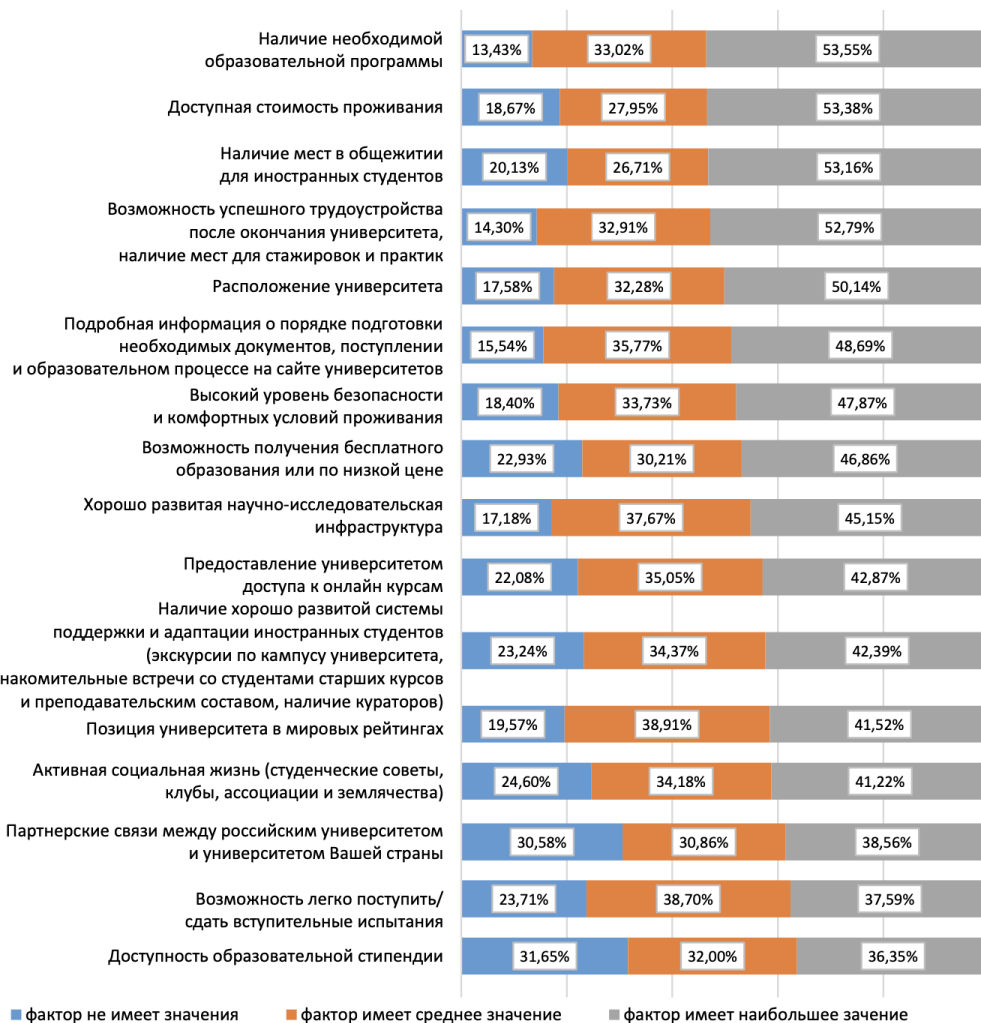 Наличие необходимой
образовательной программы
13,43% 33,02% 53,55%
Доступная стоимость проживания
18,67% 27,95% 53,38%
Наличие мест в общежитии
для иностранных студентов
20,13% 26,71% 53,16%
Возможность успешного трудоустройства
после окончания университета,
наличие мест для стажировок и практик
14,30% 32,91% 52,79%
Расположение университета
17,58% 32,28% 50,14%
Подробная информация о порядке подготовки
необходимых документов, поступлении
и образовательном процессе на сайте университетов
15,54% 35,77% 48,69%
Высокий уровень безопасности
и комфортных условий проживания
18,40% 33,73% 47,87%
Возможность получения бесплатного
образования или по низкой цене
22,93% 30,21% 46,86%
Хорошо развитая научно-исследовательская
инфраструктура
17,18% 37,67% 45,15%
Предоставление университетом
доступа к онлайн курсам
22,08% 35,05% 42,87%
Наличие хорошо развитой системы
поддержки и адаптации иностранных студентов
(экскурсии по кампусу университета,
накомительные встречи со студентами старших курсов
и преподавательским составом, наличие кураторов)
23,24% 34,37% 42,39%
Позиция университета в мировых рейтингах
19,57% 38,91% 41,52%
Активная социальная жизнь (студенческие советы,
клубы, ассоциации и землячества)
24,60% 34,18% 41,22%
Партнерские связи между российским университетом
и университетом Вашей страны
30,58% 30,86% 38,56%
Возможность легко поступить/
сдать вступительные испытания
23,71% 38,70% 37,59%
Доступность образовательной стипендии
31,65% 32,00% 36,35%
фактор не имеет значения фактор имеет среднее значение фактор имеет наибольшее зачение